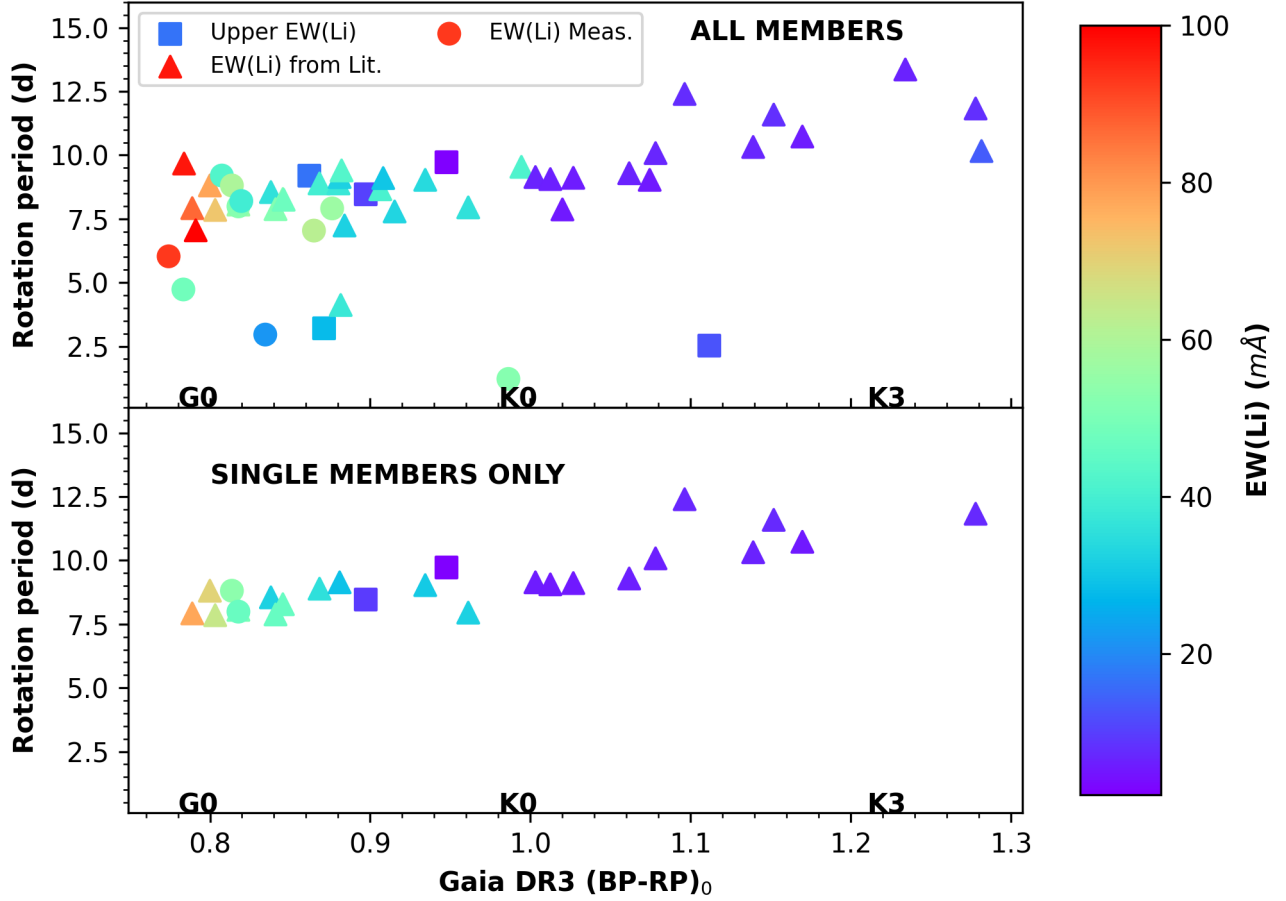 15.0
12.5
10.0
7.5
5.0
2.5
Rotation period (d)
Upper EW(Li)
EW(Li) from Lit.
EW(Li) Meas.
ALL MEMBERS
G0
K0
K3
15.0
12.5
10.0
7.5
5.0
2.5
Rotation period (d)
SINGLE MEMBERS ONLY
G0
K0
K3
0.8
0.9
1.0
1.1
1.2
1.3
Gaia DR3 (BP-RP)₀
100
80
60
40
20
EW(Li) (mÅ)